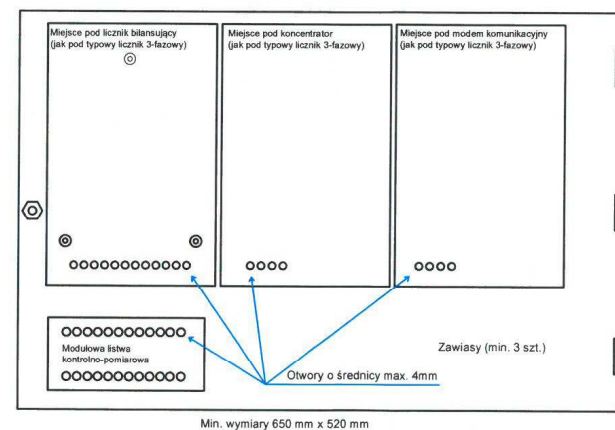 Miejsce pod licznik bilansujący
(jak pod typowy licznik 3-fazowy)
Miejsce pod koncentrator
(jak pod typowy licznik 3-fazowy)
Miejsce pod modem komunikacyjny
(jak pod typowy licznik 3-fazowy)
Modułowa listwa
kontrolno-pomiarowa
Zawiasy (min. 3 szt.)
Otwory o średnicy max. 4mm
Min. wymiary 650 mm x 520 mm